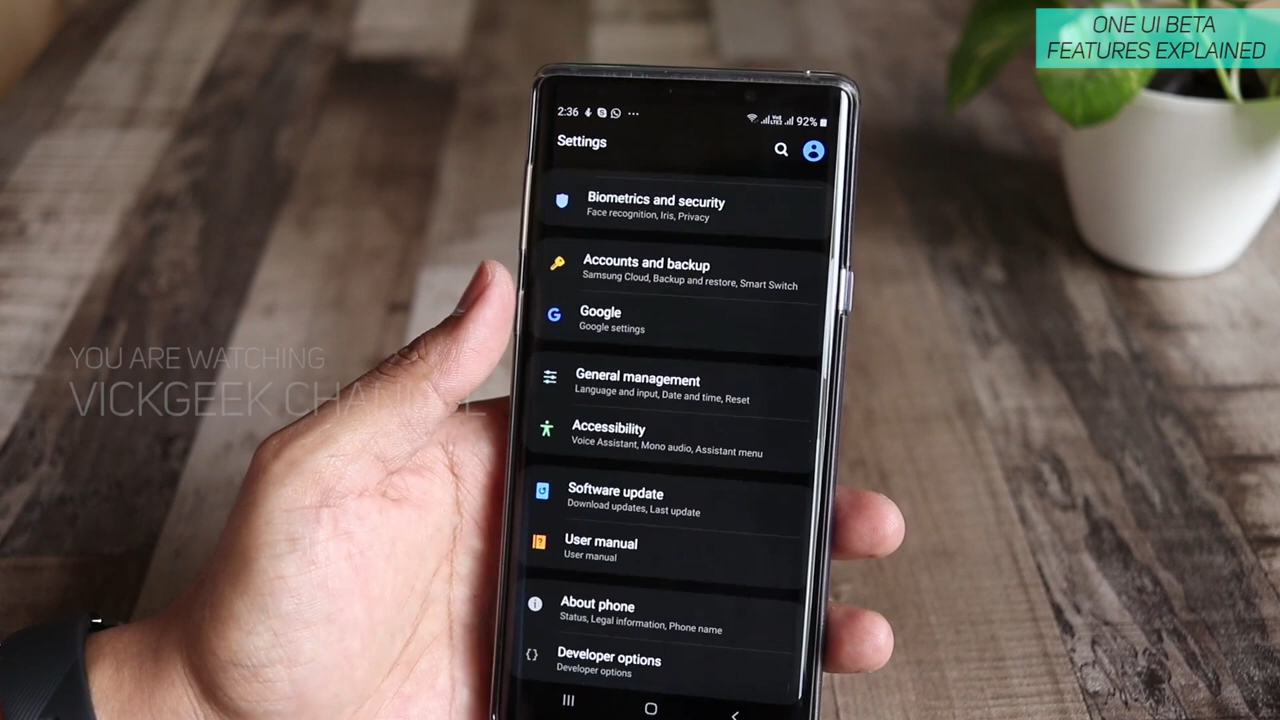 ONE UI BETA
FEATURES EXPLAINED
2:36
92%
Settings
Biometrics and security
Face recognition, Iris, Privacy
Accounts and backup
Samsung Cloud, Backup and restore, Smart Switch
Google
Google settings
General management
Language and input, Date and time, Reset
Accessibility
Voice Assistant, Mono audio, Assistant menu
Software update
Download updates, Last update
User manual
User manual
About phone
Status, Legal information, Phone name
Developer options
Developer options
YOU ARE WATCHING
VICKGEEK CHANNEL